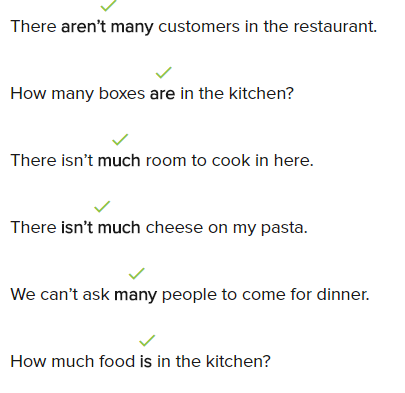 There aren't many customers in the restaurant.
How many boxes are in the kitchen?
There isn't much room to cook in here.
There isn't much cheese on my pasta.
We can't ask many people to come for dinner.
How much food is in the kitchen?